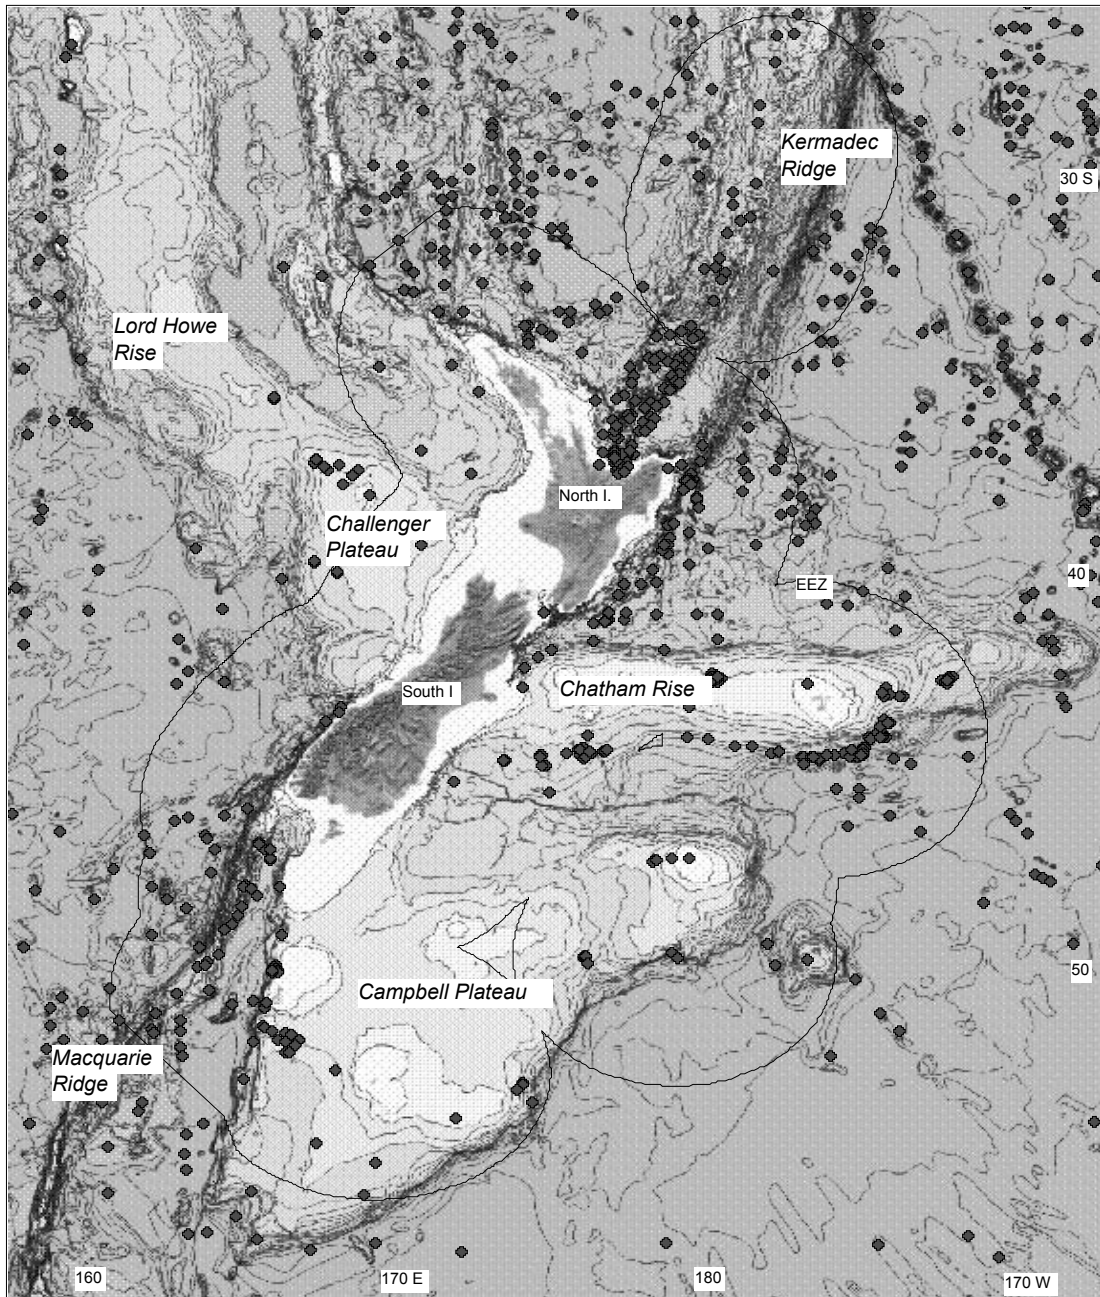 Kermadec
Ridge
30 S
Lord Howe
Rise
North I.
Challenger
Plateau
40
EEZ
South I
Chatham Rise
50
Campbell Plateau
Macquarie
Ridge
160
170 E
180
170 W